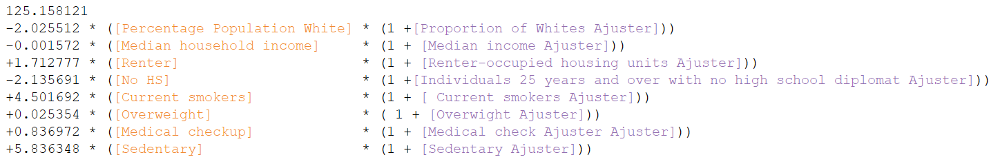 125.158121
-2.025512 * ([Percentage Population White] * (1 +[Proportion of Whites Ajuster]))
-0.001572 * ([Median household income] * (1 + [Median income Ajuster]))
+1.712777 * ([Renter] * (1 + [Renter-occupied housing units Ajuster]))
-2.135691 * ([No HS] * (1 +[Individuals 25 years and over with no high school diplomat Ajuster]))
+4.501692 * ([Current smokers] * (1 + [ Current smokers Ajuster]))
+0.025354 * ([Overweight] * ( 1 + [Overwight Ajuster]))
+0.836972 * ([Medical checkup] * (1 + [Medical check Ajuster Ajuster]))
+5.836348 * ([Sedentary] * (1 + [Sedentary Ajuster]))